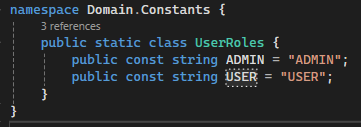 namespace Domain.Constants {
3 references
public static class UserRoles {
public const string ADMIN = "ADMIN";
public const string USER = "USER";
}
}